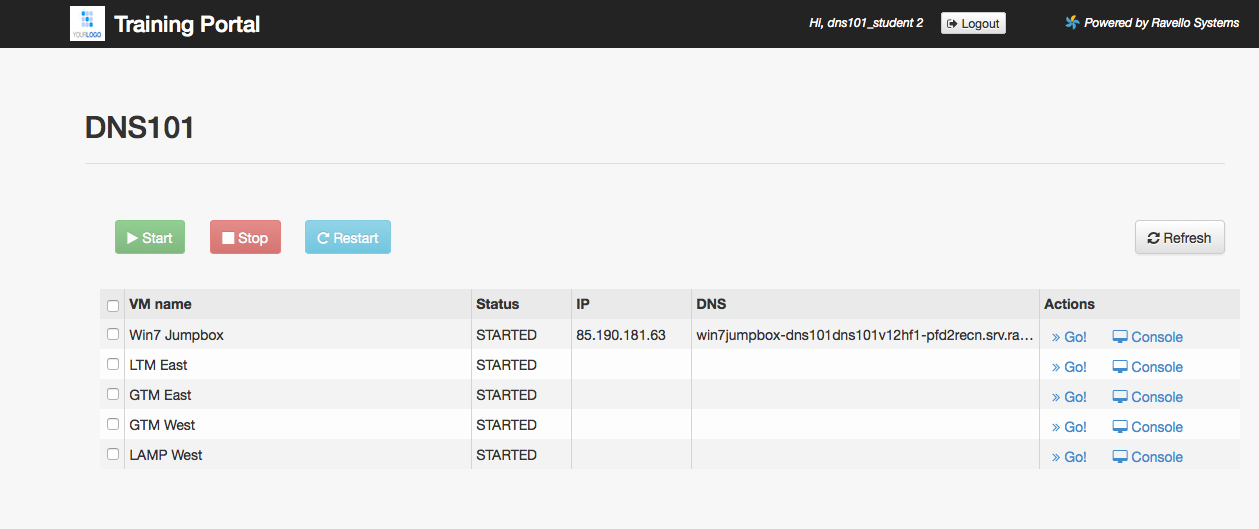 YOURLOGO Training Portal Hi, dns101_student 2 Logout Powered by Ravello Systems
DNS101
Start Stop Restart Refresh
VM name Status IP DNS Actions
Win7 Jumpbox STARTED 85.190.181.63 win7jumpbox-dns101dns101v12hf1-pfd2recn.srv.ra... » Go! Console
LTM East STARTED » Go! Console
GTM East STARTED » Go! Console
GTM West STARTED » Go! Console
LAMP West STARTED » Go! Console